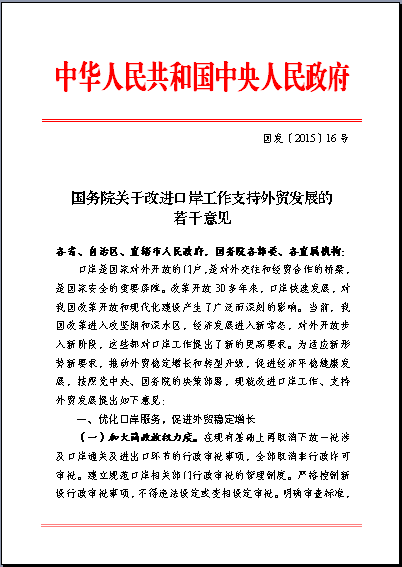 中华人民共和国中央人民政府
国发〔2015〕16号
国务院关于改进口岸工作支持外贸发展的
若干意见
各省、自治区、直辖市人民政府，国务院各部委、各直属机构：
口岸是国家对外开放的门户，是对外交往和经贸合作的桥梁，
是国家安全的重要屏障。改革开放30多年来，口岸快速发展，对
我国改革开放和现代化建设产生了广泛而深刻的影响。当前，我
国改革进入攻坚期和深水区，经济发展进入新常态，对外开放步
入新阶段，这些都对口岸工作提出了新的更高要求。为适应新形
势新要求，推动外贸稳定增长和转型升级，促进经济平稳健康发
展，按照党中央、国务院的决策部署，现就改进口岸工作、支持
外贸发展提出如下意见：
一、优化口岸服务，促进外贸稳定增长
（一）加大简政放权力度。在现有基础上再取消下放一批涉
及口岸通关及进出口环节的行政审批事项，全部取消非行政许可
审批。建立规范口岸相关部门行政审批的管理制度。严格控制新
设行政审批事项，不得违法设定或变相设定审批。明确审查标准，